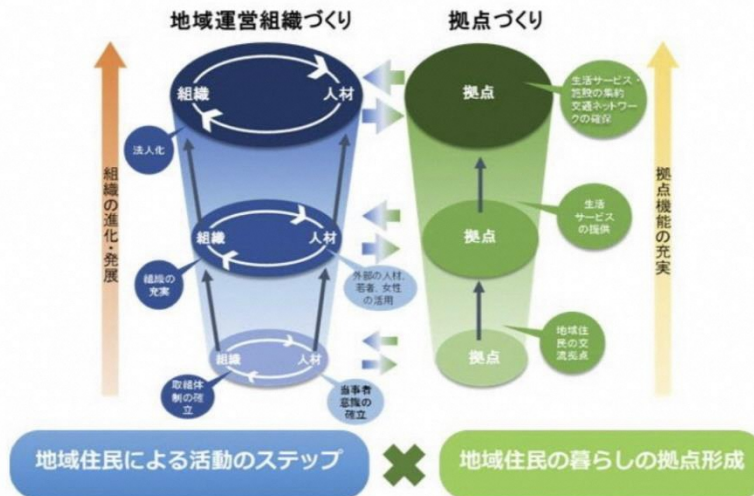 地域運営組織づくり
拠点づくり
組織
人材
法人化
拠点
生活サービス・
施設の集約
交通ネットワー
クの確保
組織の進化・発展
拠点機能の充実
組織
人材
組織の
充実
外部の人材、
若者、女性
の活用
拠点
生活
サービス
の提供
組織
人材
取組体
制の確
立
当事者
意識の
確立
拠点
地域住
民の交
流拠点
地域住民による活動のステップ
地域住民の暮らしの拠点形成